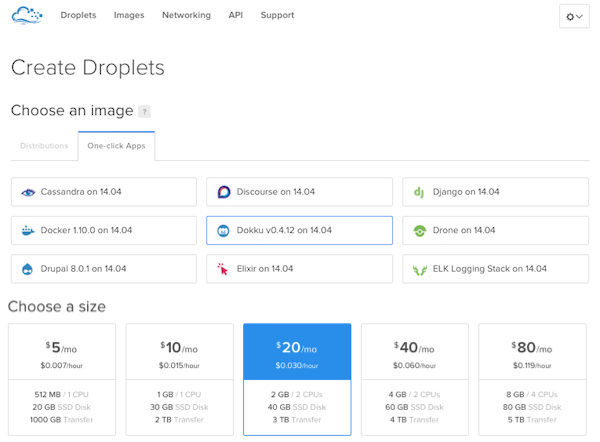 Droplets Images Networking API Support
Create Droplets
Choose an image ?
Distributions One-click Apps
Cassandra on 14.04 Discourse on 14.04 Django on 14.04
Docker 1.10.0 on 14.04 Dokku v0.4.12 on 14.04 Drone on 14.04
Drupal 8.0.1 on 14.04 Elixir on 14.04 ELK Logging Stack on 14.04
Choose a size
$5/mo $10/mo $20/mo $40/mo $80/mo
$0.007/hour $0.015/hour $0.030/hour $0.060/hour $0.119/hour
512 MB / 1 CPU 1 GB / 1 CPU 2 GB / 2 CPUs 4 GB / 2 CPUs 8 GB / 4 CPUs
20 GB SSD Disk 30 GB SSD Disk 40 GB SSD Disk 60 GB SSD Disk 80 GB SSD Disk
1000 GB Transfer 2 TB Transfer 3 TB Transfer 4 TB Transfer 5 TB Transfer